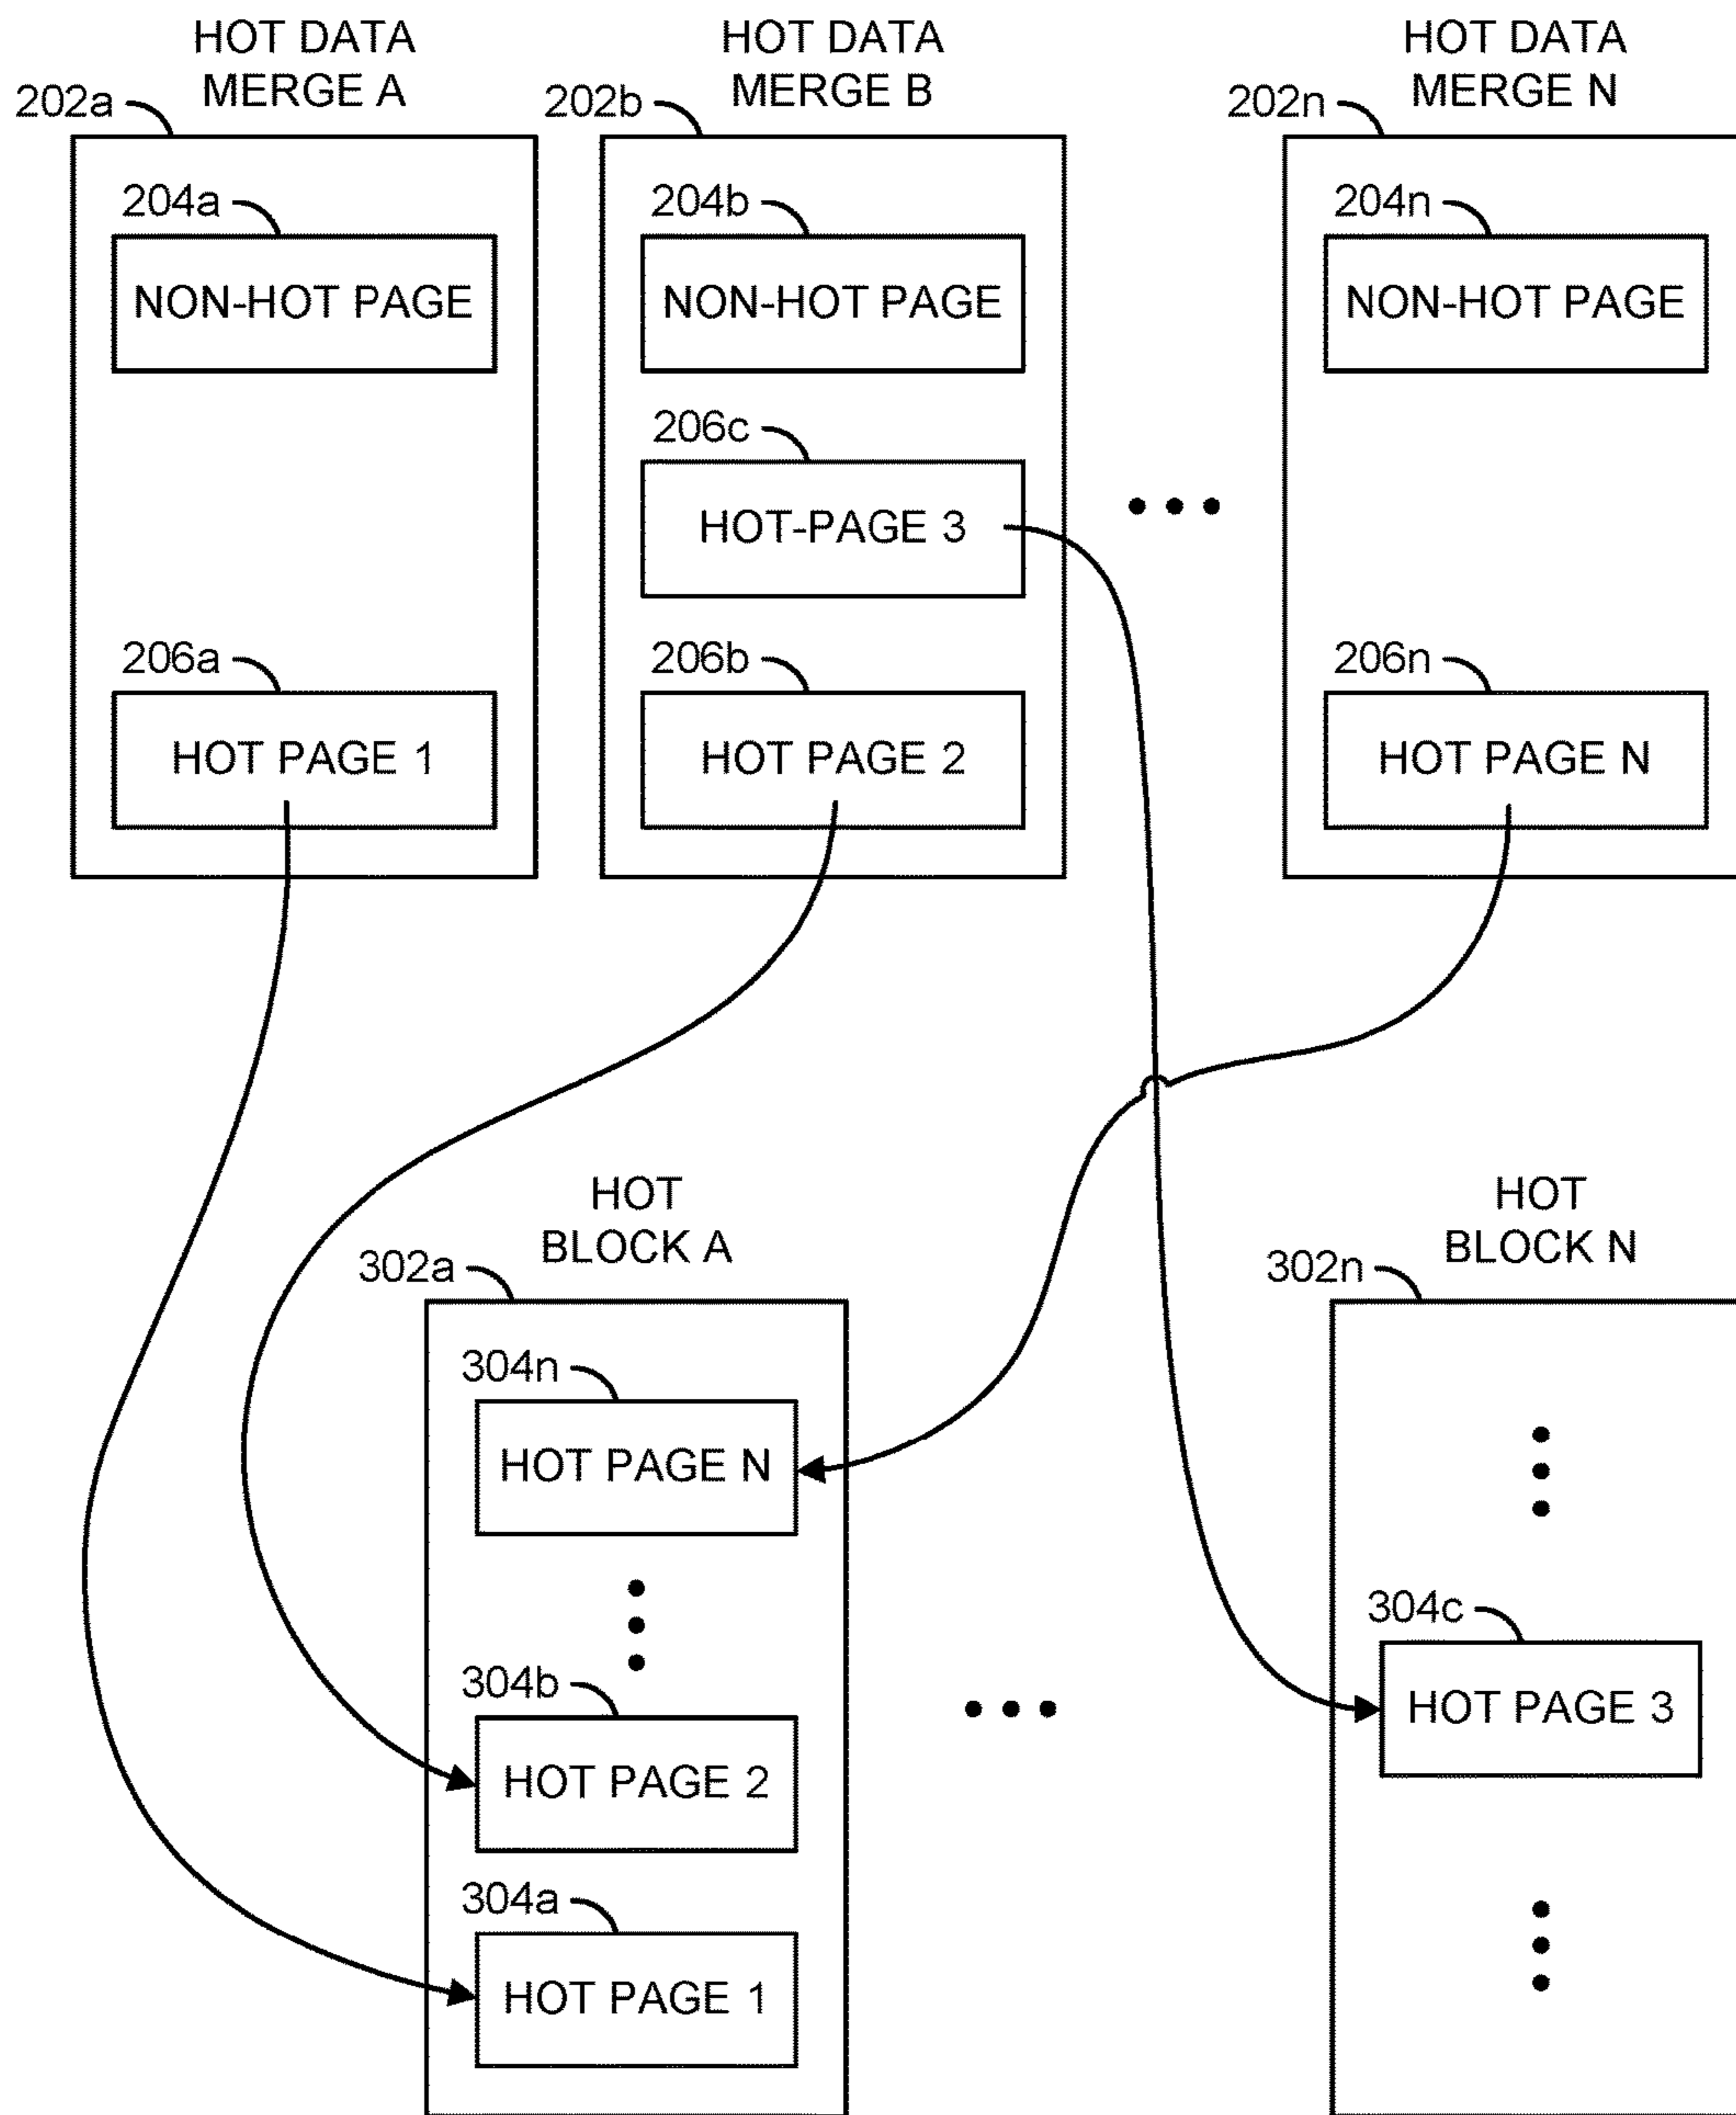 HOT DATA
MERGE A
HOT DATA
MERGE B
HOT DATA
MERGE N
202a
202b
202n
204a
204b
204n
NON-HOT PAGE
NON-HOT PAGE
NON-HOT PAGE
206c
HOT-PAGE 3
206a
206b
206n
HOT PAGE 1
HOT PAGE 2
HOT PAGE N
HOT
BLOCK A
HOT
BLOCK N
302a
302n
304n
HOT PAGE N
304c
HOT PAGE 3
304b
HOT PAGE 2
304a
HOT PAGE 1